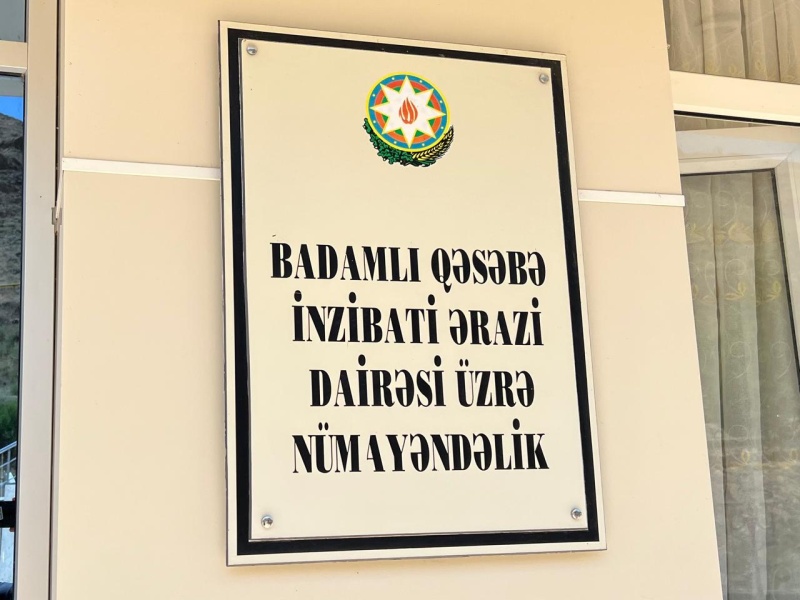 BADAMLI QƏSƏBƏ
İNZİBATİ ƏRAZİ
DAİRƏSİ ÜZRƏ
NÜMAYƏNDƏLİK